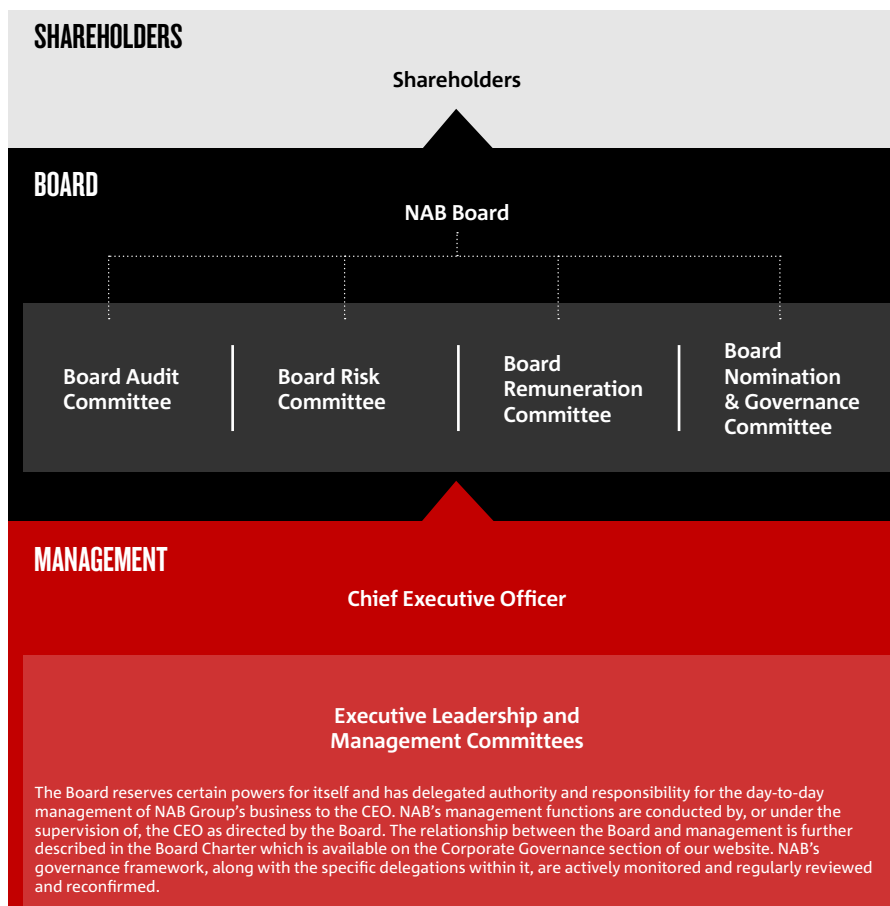 SHAREHOLDERS
Shareholders
BOARD
NAB Board
Board Audit
Committee
Board Risk
Committee
Board
Remuneration
Committee
Board
Nomination
& Governance
Committee
MANAGEMENT
Chief Executive Officer
Executive Leadership and
Management Committees
The Board reserves certain powers for itself and has delegated authority and responsibility for the day-to-day
management of NAB Group’s business to the CEO. NAB’s management functions are conducted by, or under the
supervision of, the CEO as directed by the Board. The relationship between the Board and management is further
described in the Board Charter which is available on the Corporate Governance section of our website. NAB’s
governance framework, along with the specific delegations within it, are actively monitored and regularly reviewed
and reconfirmed.